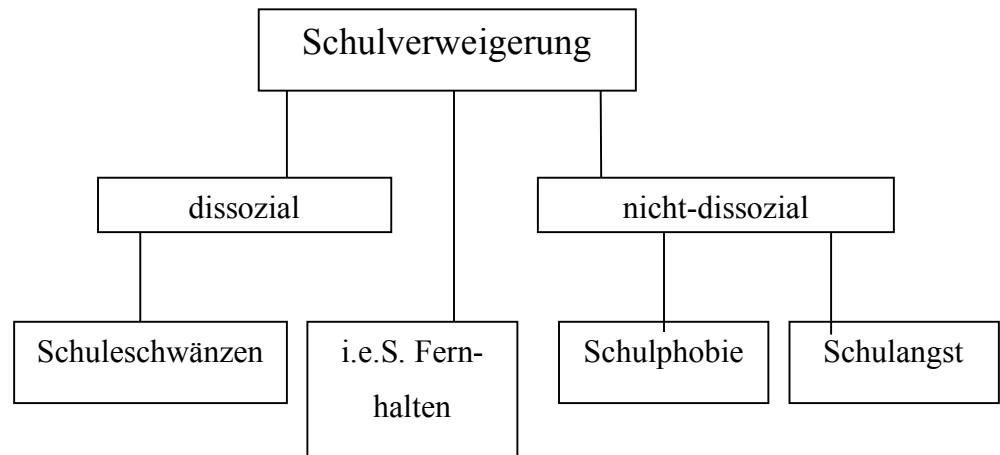 Schulverweigerung
dissozial
nicht-dissozial
Schuleschwänzen
i.e.S. Fern-
halten
Schulphobie
Schulangst